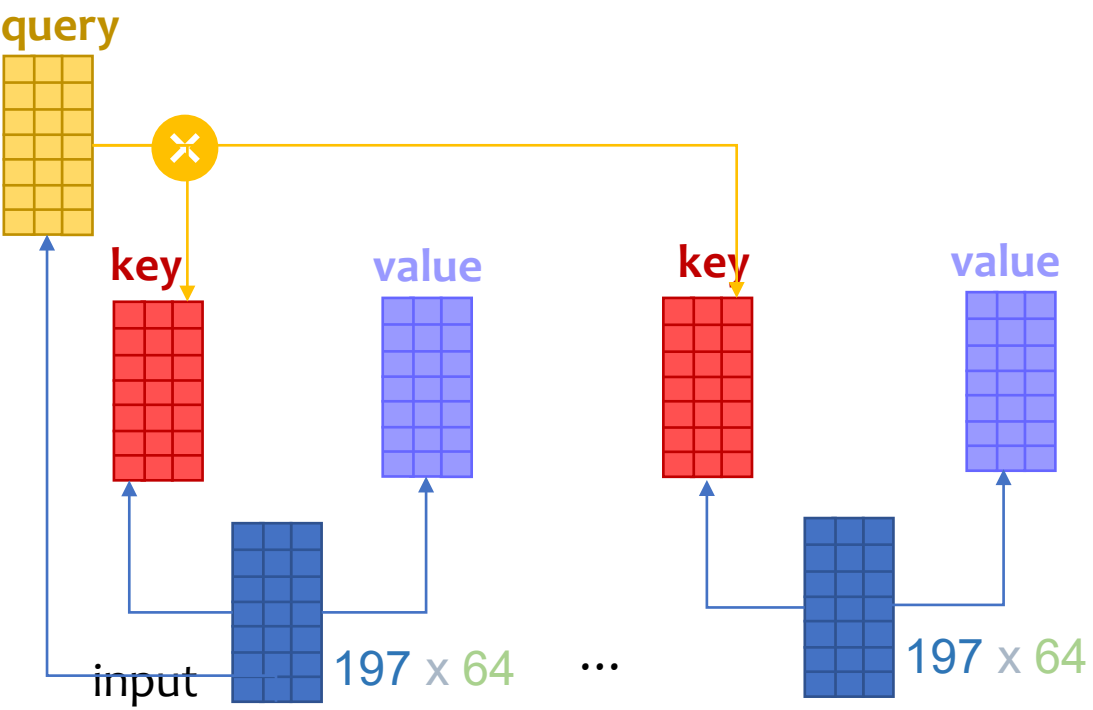 query
key
value
key
value
input
197 x 64
...
197 x 64